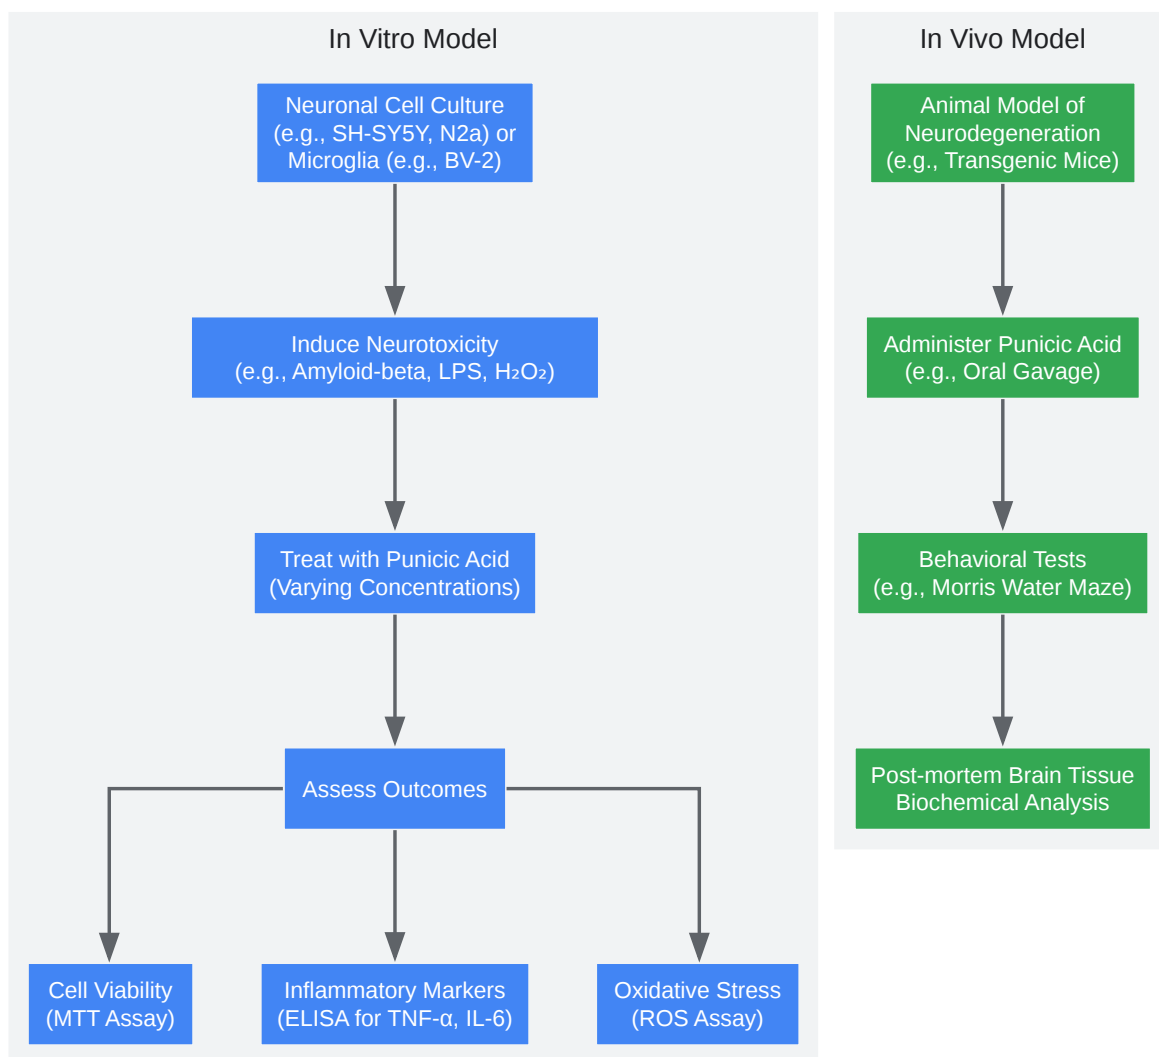 In Vitro Model
Neuronal Cell Culture
(e.g., SH-SY5Y, N2a) or
Microglia (e.g., BV-2)
Induce Neurotoxicity
(e.g., Amyloid-beta, LPS, H₂O₂)
Treat with Punicic Acid
(Varying Concentrations)
Assess Outcomes
Cell Viability
(MTT Assay)
Inflammatory Markers
(ELISA for TNF-α, IL-6)
Oxidative Stress
(ROS Assay)
In Vivo Model
Animal Model of
Neurodegeneration
(e.g., Transgenic Mice)
Administer Punicic Acid
(e.g., Oral Gavage)
Behavioral Tests
(e.g., Morris Water Maze)
Post-mortem Brain Tissue
Biochemical Analysis